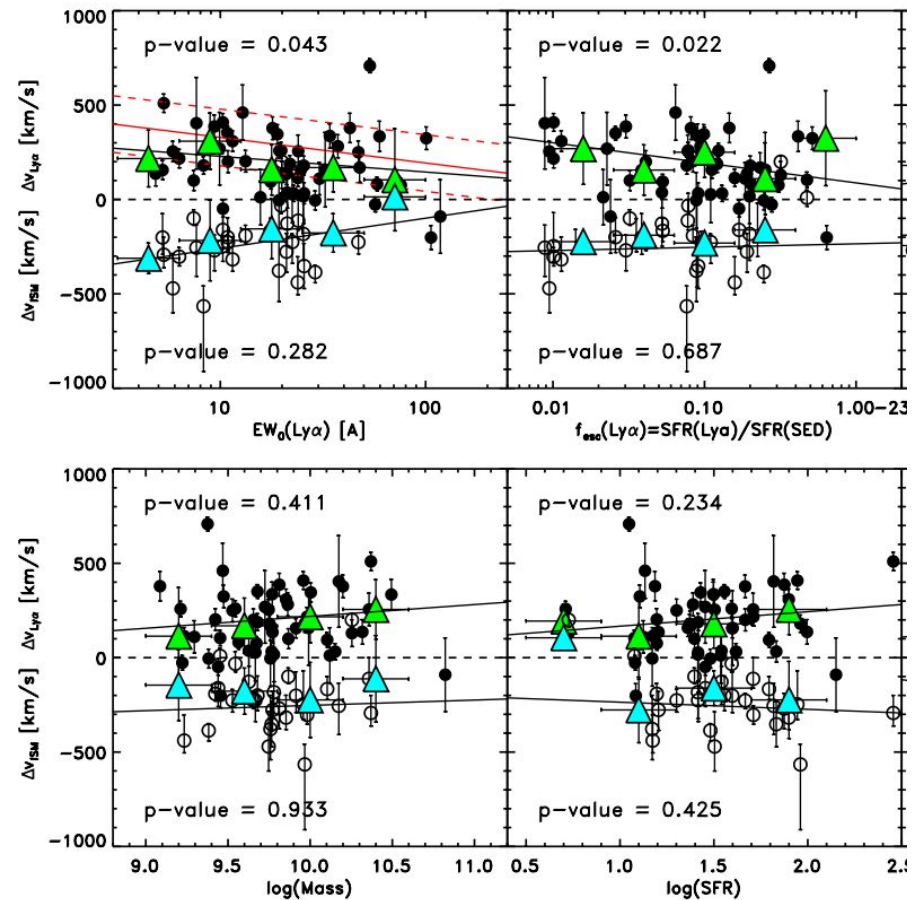 1000
500
0
-500
-1000
Δv_ISM [km/s] Δv_Lyα [km/s]
p-value = 0.043
p-value = 0.282
10
100
EW₀(Lyα) [A]
p-value = 0.022
p-value = 0.687
0.01
0.10
1.00-23
f_esc(Lyα)=SFR(Lyα)/SFR(SED)
1000
500
0
-500
-1000
Δv_ISM [km/s] Δv_Lyα [km/s]
p-value = 0.411
p-value = 0.933
9.0
9.5
10.0
10.5
11.0
log(Mass)
p-value = 0.234
p-value = 0.425
0.5
1.0
1.5
2.0
2.5
log(SFR)